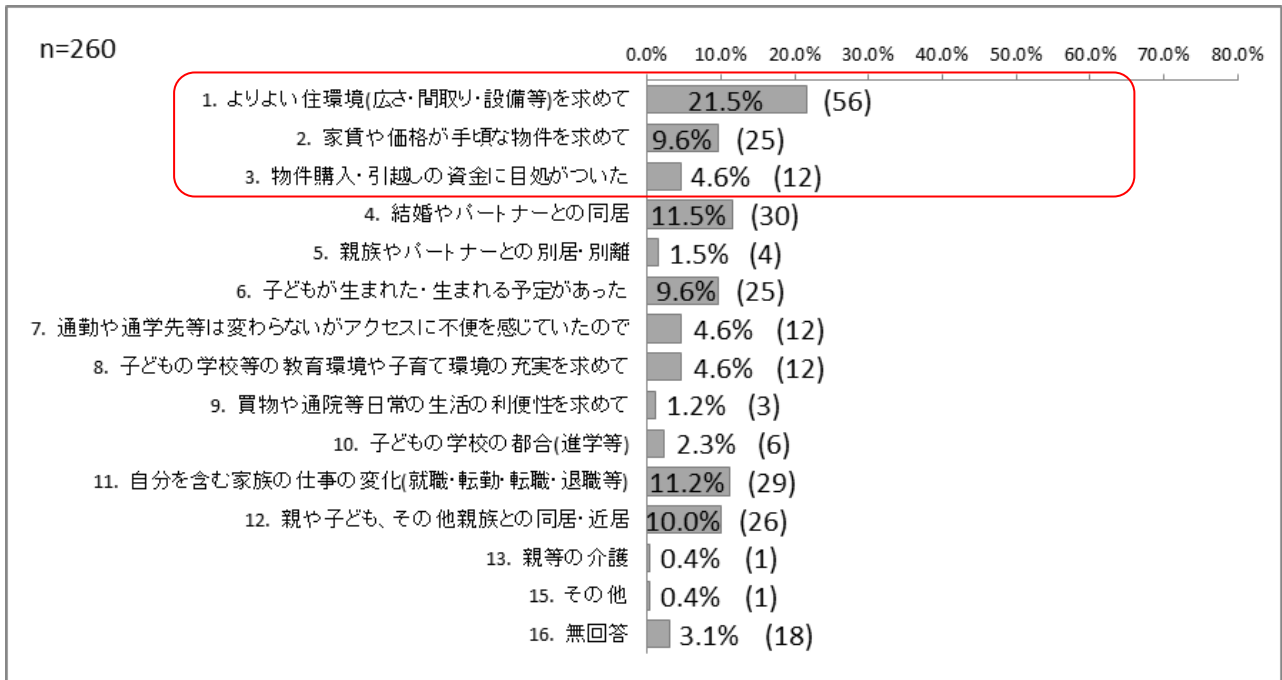 n=260
0.0% 10.0% 20.0% 30.0% 40.0% 50.0% 60.0% 70.0% 80.0%
1. よりよい住環境(広さ・間取り・設備等)を求めて 21.5% (56)
2. 家賃や価格が手頃な物件を求めて 9.6% (25)
3. 物件購入・引越しの資金に目処がついた 4.6% (12)
4. 結婚やパートナーとの同居 11.5% (30)
5. 親族やパートナーとの別居・別離 1.5% (4)
6. 子どもが生まれた・生まれる予定があった 9.6% (25)
7. 通勤や通学先等は変わらないがアクセスに不便を感じていたので 4.6% (12)
8. 子どもの学校等の教育環境や子育て環境の充実を求めて 4.6% (12)
9. 買物や通院等日常の生活の利便性を求めて 1.2% (3)
10. 子どもの学校の都合(進学等) 2.3% (6)
11. 自分を含む家族の仕事の変化(就職・転勤・転職・退職等) 11.2% (29)
12. 親や子ども、その他親族との同居・近居 10.0% (26)
13. 親等の介護 0.4% (1)
15. その他 0.4% (1)
16. 無回答 3.1% (18)